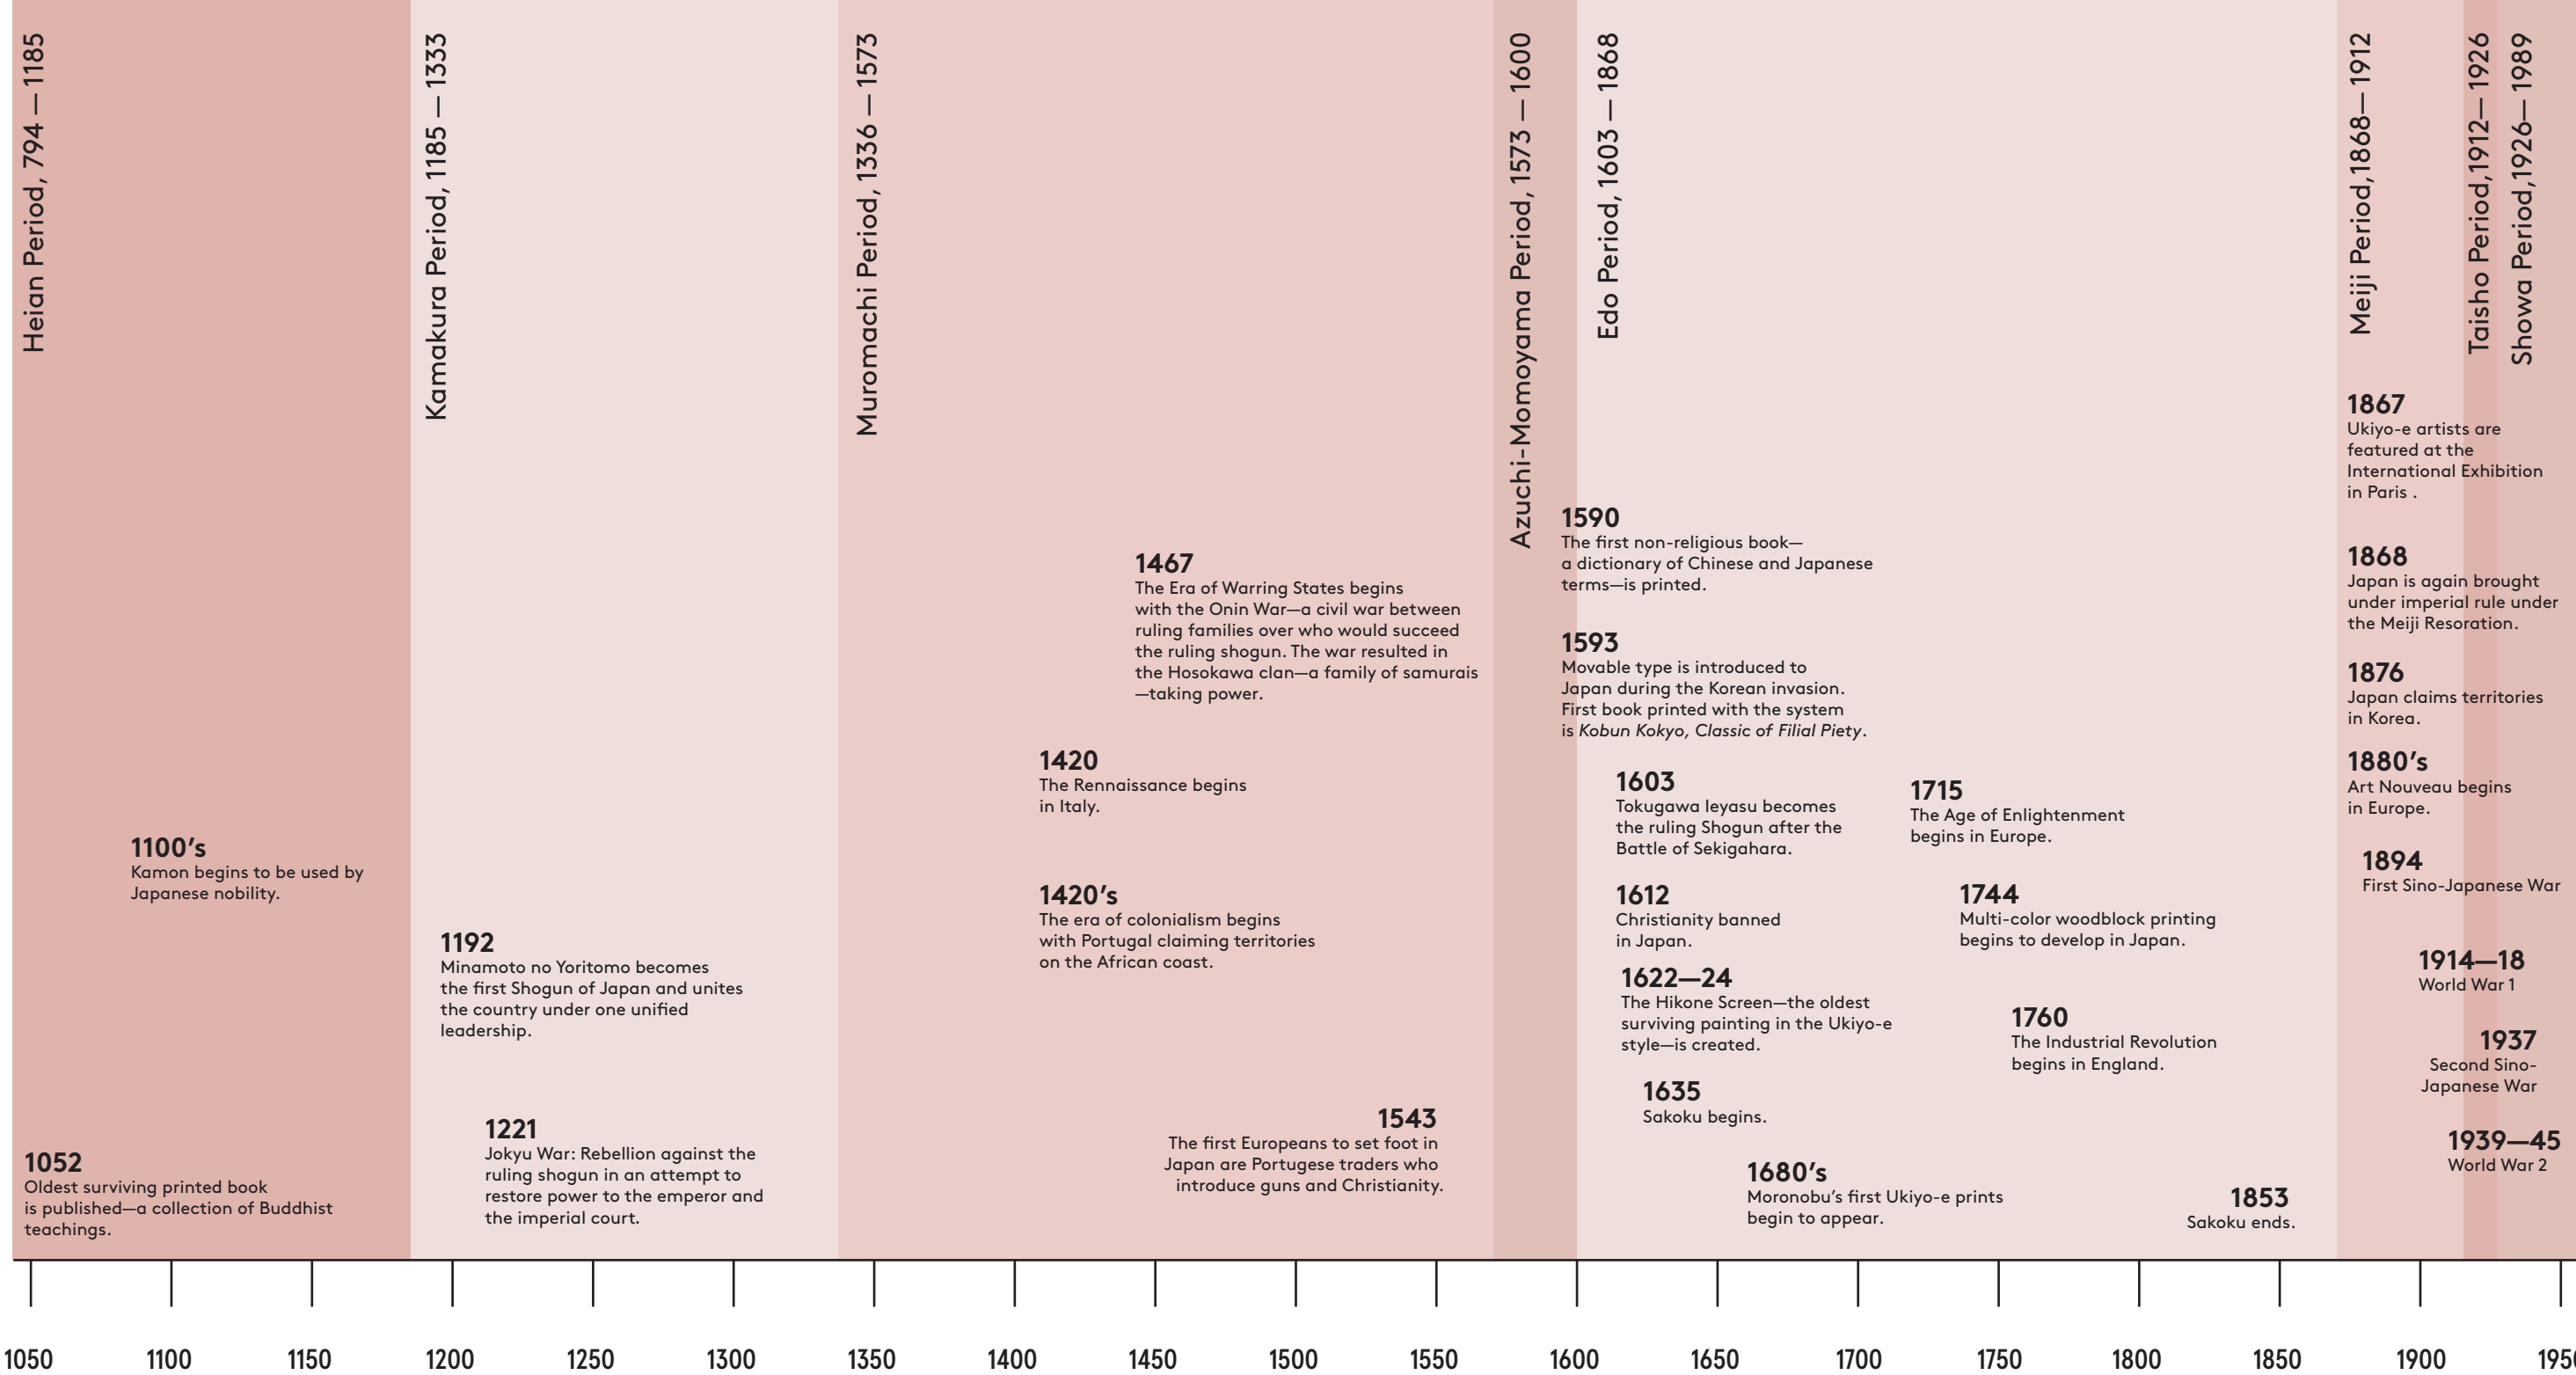 Heian Period, 794 — 1185
Kamakura Period, 1185 — 1333
Muromachi Period, 1336 — 1573
Azuchi-Momoyama Period, 1573 — 1600
Edo Period, 1603 — 1868
Meiji Period,1868— 1912
Taisho Period,1912— 1926
Showa Period,1926— 1989
1052
Oldest surviving printed book
is published—a collection of Buddhist
teachings.
1100’s
Kamon begins to be used by
Japanese nobility.
1192
Minamoto no Yoritomo becomes
the first Shogun of Japan and unites
the country under one unified
leadership.
1221
Jokyu War: Rebellion against the
ruling shogun in an attempt to
restore power to the emperor and
the imperial court.
1467
The Era of Warring States begins
with the Onin War—a civil war between
ruling families over who would succeed
the ruling shogun. The war resulted in
the Hosokawa clan—a family of samurais
—taking power.
1420
The Rennaissance begins
in Italy.
1420’s
The era of colonialism begins
with Portugal claiming territories
on the African coast.
1543
The first Europeans to set foot in
Japan are Portugese traders who
introduce guns and Christianity.
1590
The first non-religious book—
a dictionary of Chinese and Japanese
terms—is printed.
1593
Movable type is introduced to
Japan during the Korean invasion.
First book printed with the system
is Kobun Kokyo, Classic of Filial Piety.
1603
Tokugawa Ieyasu becomes
the ruling Shogun after the
Battle of Sekigahara.
1612
Christianity banned
in Japan.
1622—24
The Hikone Screen—the oldest
surviving painting in the Ukiyo-e
style—is created.
1635
Sakoku begins.
1680’s
Moronobu’s first Ukiyo-e prints
begin to appear.
1715
The Age of Enlightenment
begins in Europe.
1744
Multi-color woodblock printing
begins to develop in Japan.
1760
The Industrial Revolution
begins in England.
1853
Sakoku ends.
1867
Ukiyo-e artists are
featured at the
International Exhibition
in Paris .
1868
Japan is again brought
under imperial rule under
the Meiji Resoration.
1876
Japan claims territories
in Korea.
1880’s
Art Nouveau begins
in Europe.
1894
First Sino-Japanese War
1914—18
World War 1
1937
Second Sino-
Japanese War
1939—45
World War 2
1050 1100 1150 1200 1250 1300 1350 1400 1450 1500 1550 1600 1650 1700 1750 1800 1850 1900 1950